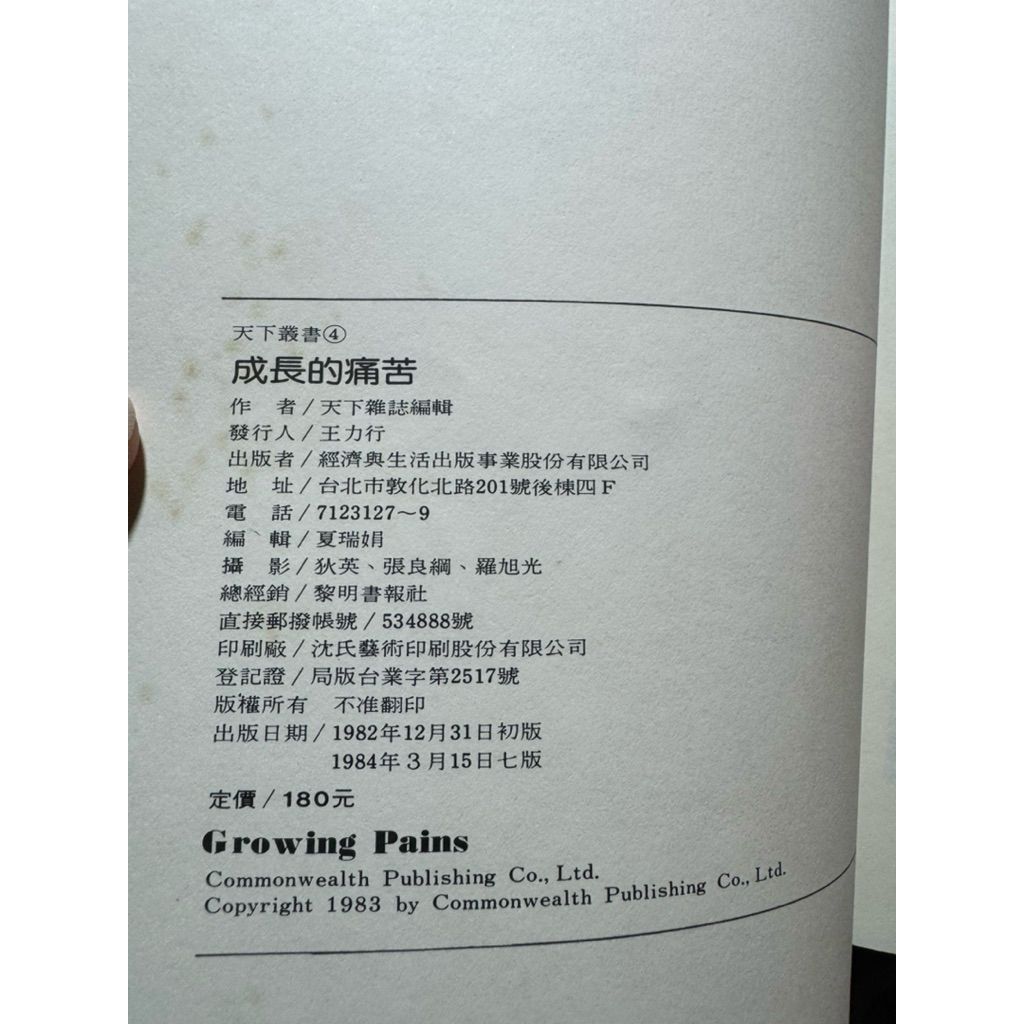 天下叢書④
成長的痛苦
作　者/天下雜誌編輯
發行人/王力行
出版者/經濟與生活出版事業股份有限公司
地　址/台北市敦化北路201號後棟四F
電　話/7123127～9
編　輯/夏瑞娟
攝　影/狄英、張良綱、羅旭光
總經銷/黎明書報社
直接郵撥帳號/534888號
印刷廠/沈氏藝術印刷股份有限公司
登記證/局版台業字第2517號
版權所有　不准翻印
出版日期/1982年12月31日初版
1984年3月15日七版
定價/180元
Growing Pains
Commonwealth Publishing Co., Ltd.
Copyright 1983 by Commonwealth Publishing Co., Ltd.